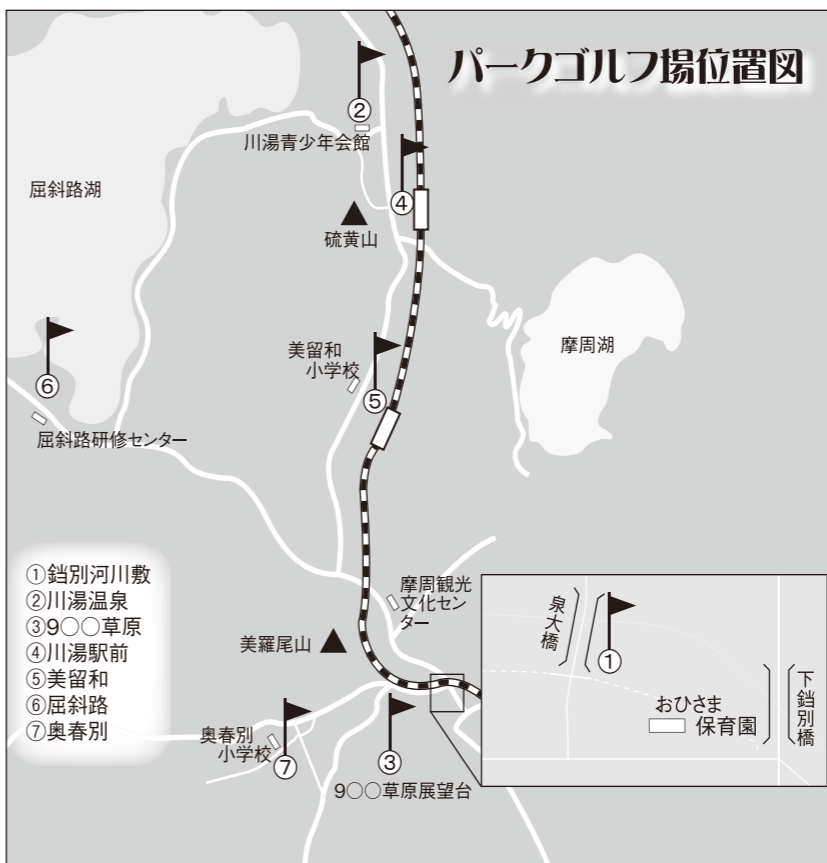 パークゴルフ場位置図
②
川湯青少年会館
④
屈斜路湖
硫黄山
摩周湖
美留和
小学校
⑤
⑥
屈斜路研修センター
①鐺別河川敷
②川湯温泉
③9〇〇草原
④川湯駅前
⑤美留和
⑥屈斜路
⑦奥春別
摩周観光
文化セン
ター
美羅尾山
泉大橋
①
おひさま
保育園
下鐺別橋
奥春別
小学校
⑦
③
9〇〇草原展望台